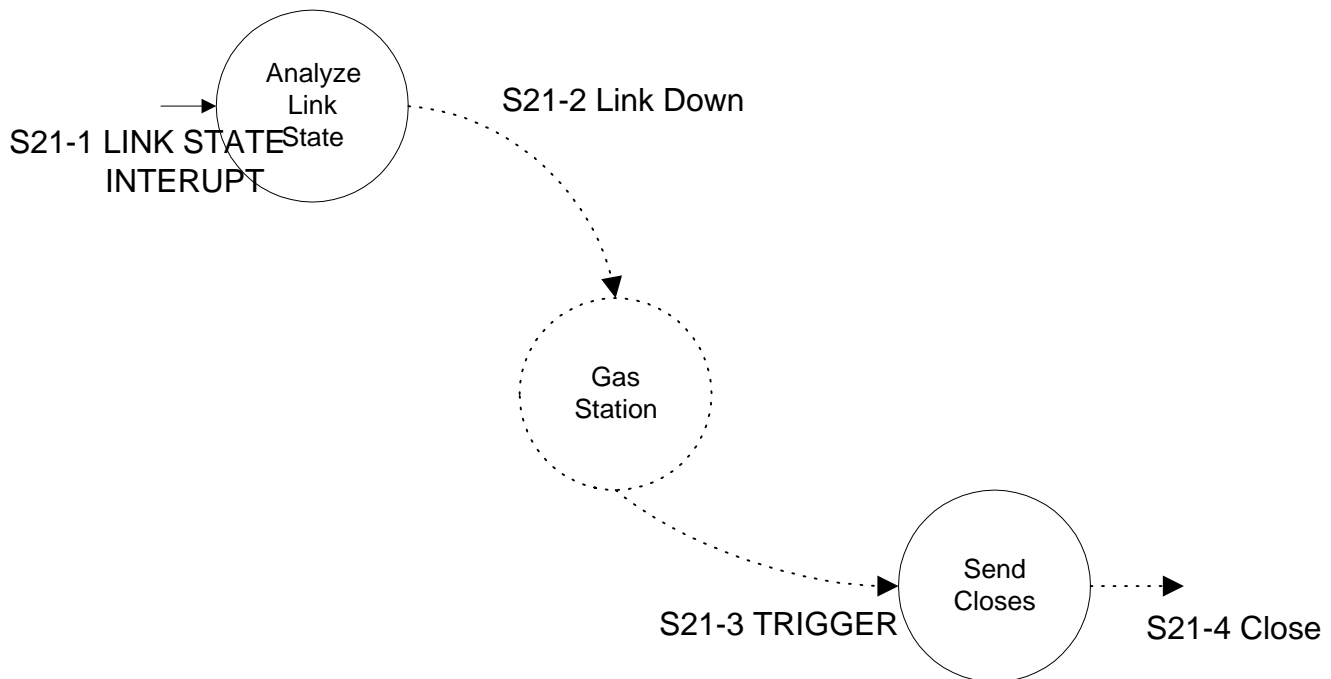 Analyze
Link
State
S21-1 LINK STATE
INTERUPT
S21-2 Link Down
Gas
Station
S21-3 TRIGGER
Send
Closes
S21-4 Close